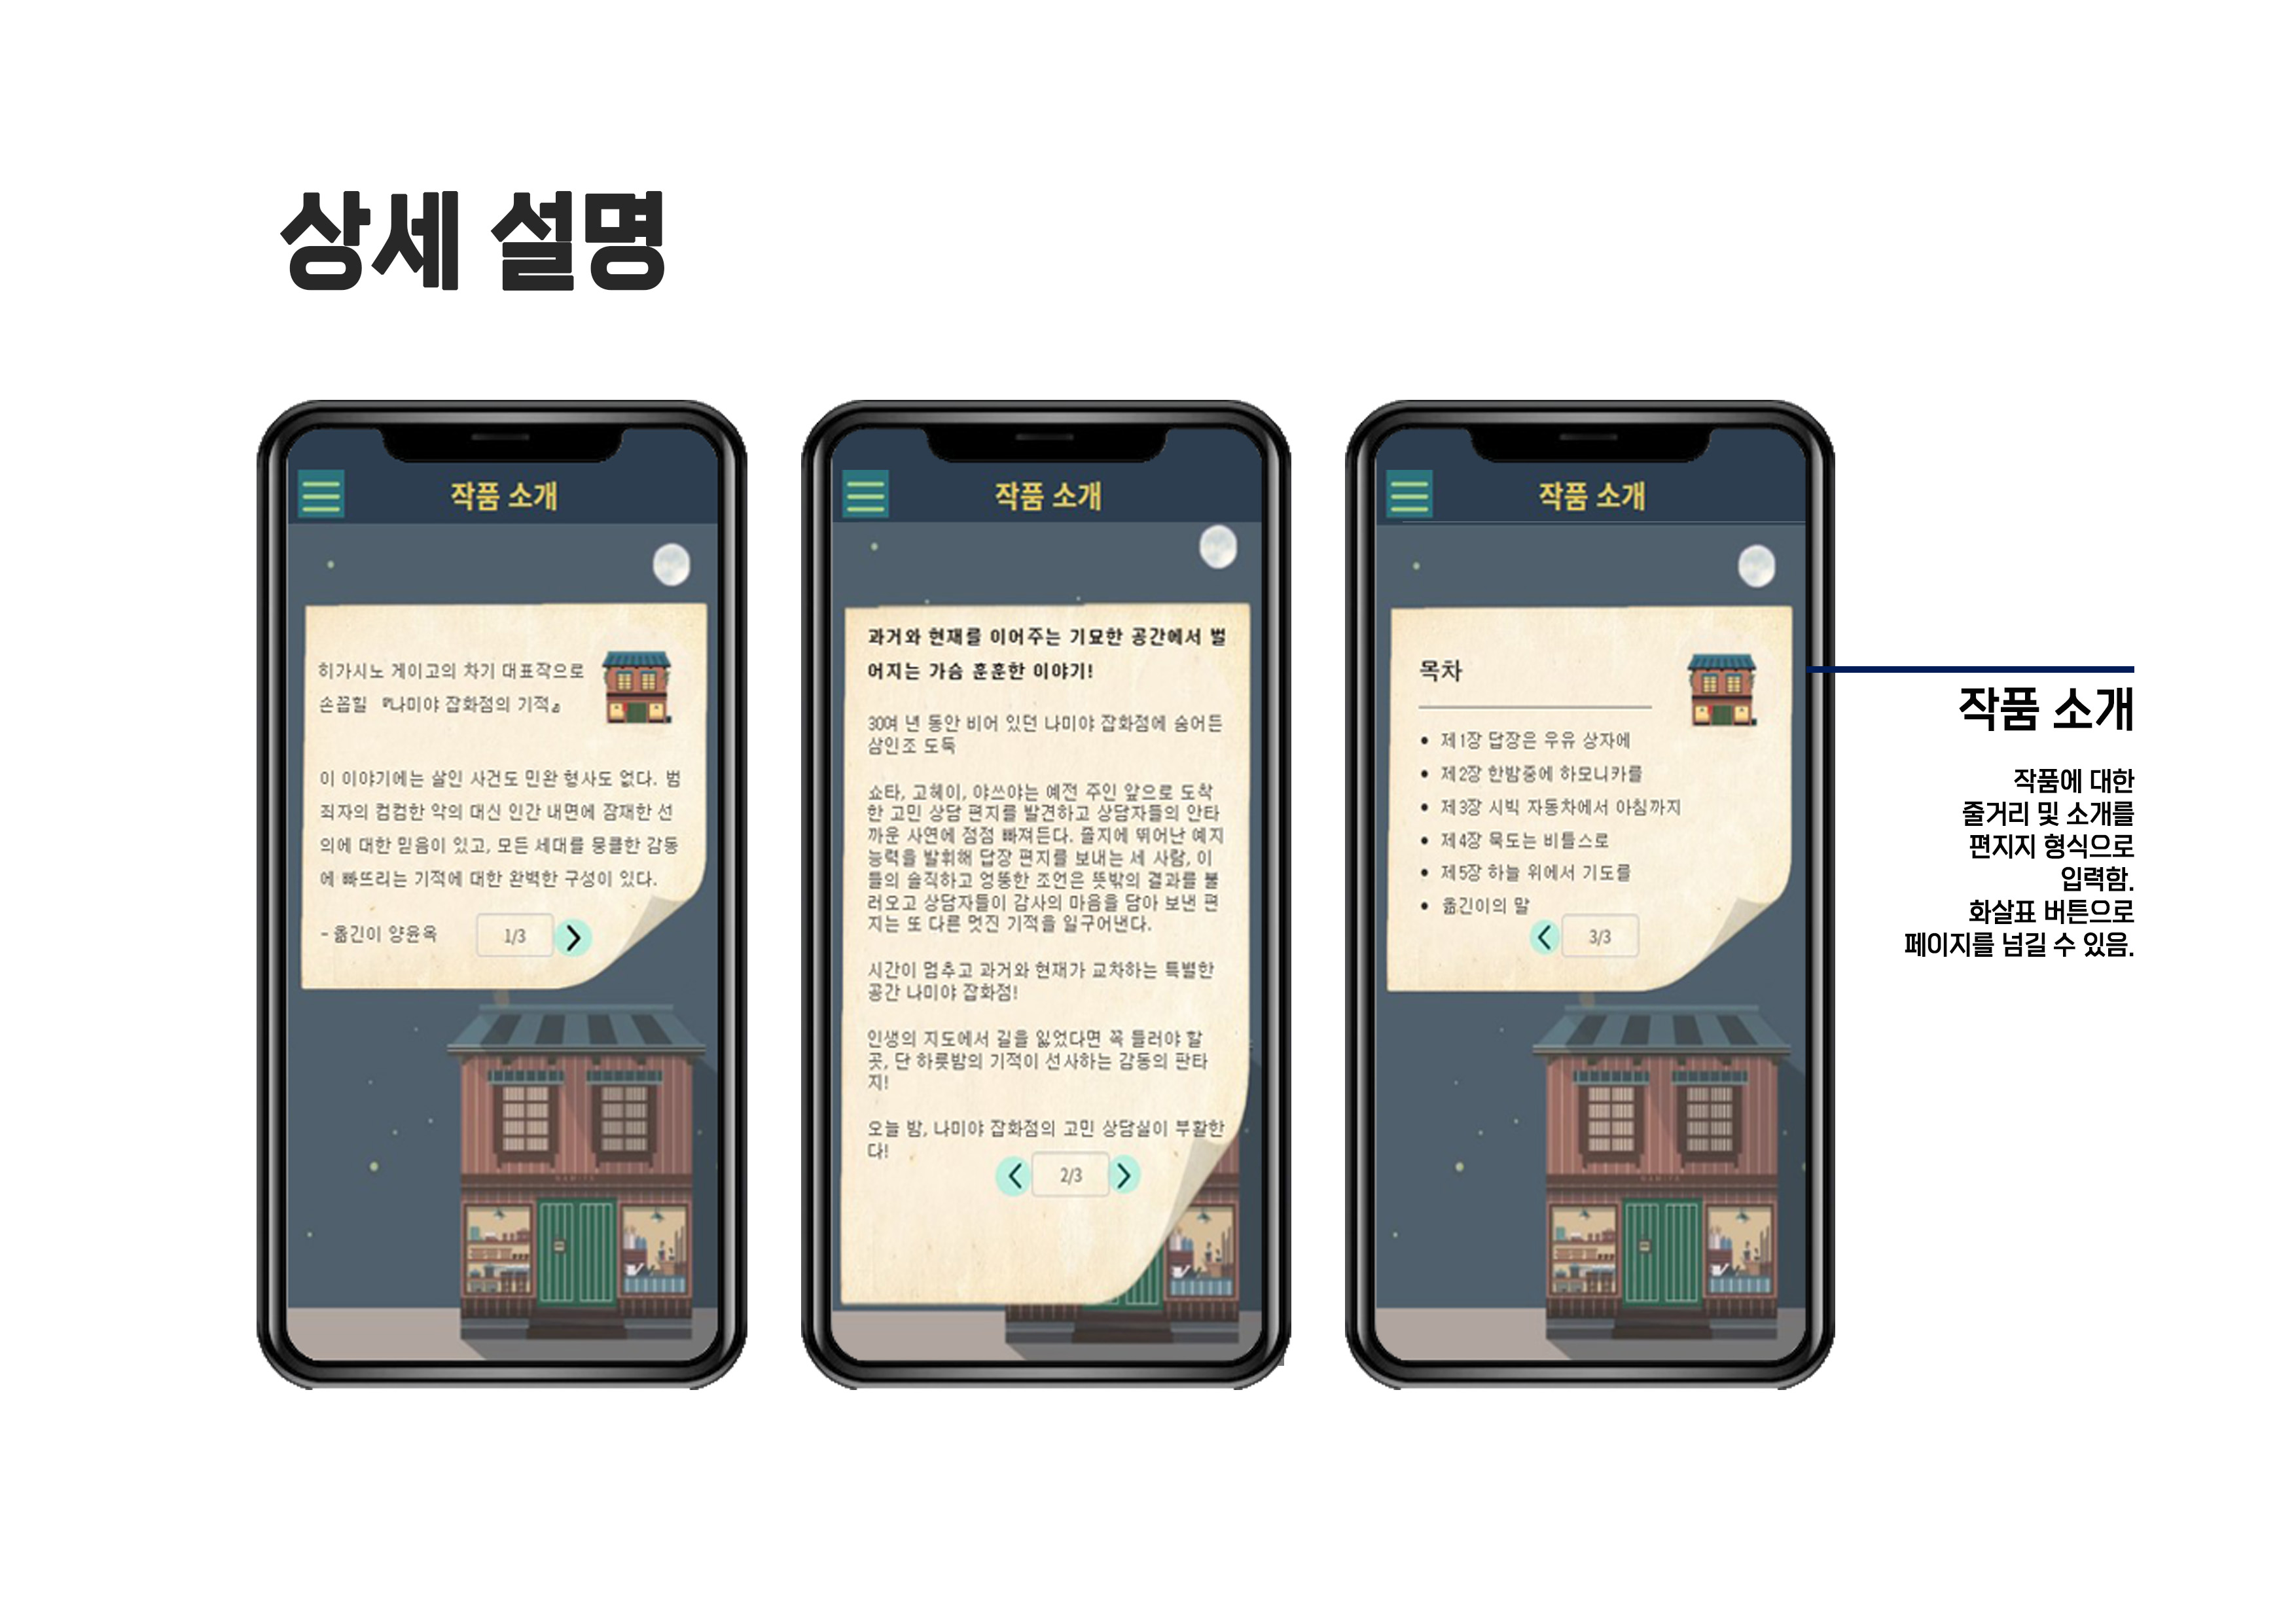 상세 설명
작품 소개
히가시노 게이고의 차기 대표작으로
손꼽힐 『나미야 잡화점의 기적』
이 이야기에는 살인 사건도 민완 형사도 없다. 범
죄자의 컴컴한 악의 대신 인간 내면에 잠재한 선
의에 대한 믿음이 있고, 모든 세대를 뭉클한 감동
에 빠뜨리는 기적에 대한 완벽한 구성이 있다.
- 옮긴이 양윤옥
1/3
작품 소개
과거와 현재를 이어주는 기묘한 공간에서 벌
어지는 가슴 훈훈한 이야기!
30여 년 동안 비어 있던 나미야 잡화점에 숨어든
삼인조 도둑
쇼타, 고헤이, 아쓰야는 예전 주인 앞으로 도착
한 고민 상담 편지를 발견하고 상담자들의 안타
까운 사연에 점점 빠져든다. 졸지에 뛰어난 예지
능력을 발휘해 답장 편지를 보내는 세 사람, 이
들의 솔직하고 엉뚱한 조언은 뜻밖의 결과를 불
러오고 상담자들이 감사의 마음을 담아 보낸 편
지는 또 다른 멋진 기적을 일구어낸다.
시간이 멈추고 과거와 현재가 교차하는 특별한
공간 나미야 잡화점!
인생의 지도에서 길을 잃었다면 꼭 들러야 할
곳, 단 하룻밤의 기적이 선사하는 감동의 판타
지!
오늘 밤, 나미야 잡화점의 고민 상담실이 부활한
다!
2/3
작품 소개
목차
• 제1장 답장은 우유 상자에
• 제2장 한밤중에 하모니카를
• 제3장 시빅 자동차에서 아침까지
• 제4장 묵도는 비틀스로
• 제5장 하늘 위에서 기도를
• 옮긴이의 말
3/3
작품 소개
작품에 대한
줄거리 및 소개를
편지지 형식으로
입력함.
화살표 버튼으로
페이지를 넘길 수 있음.